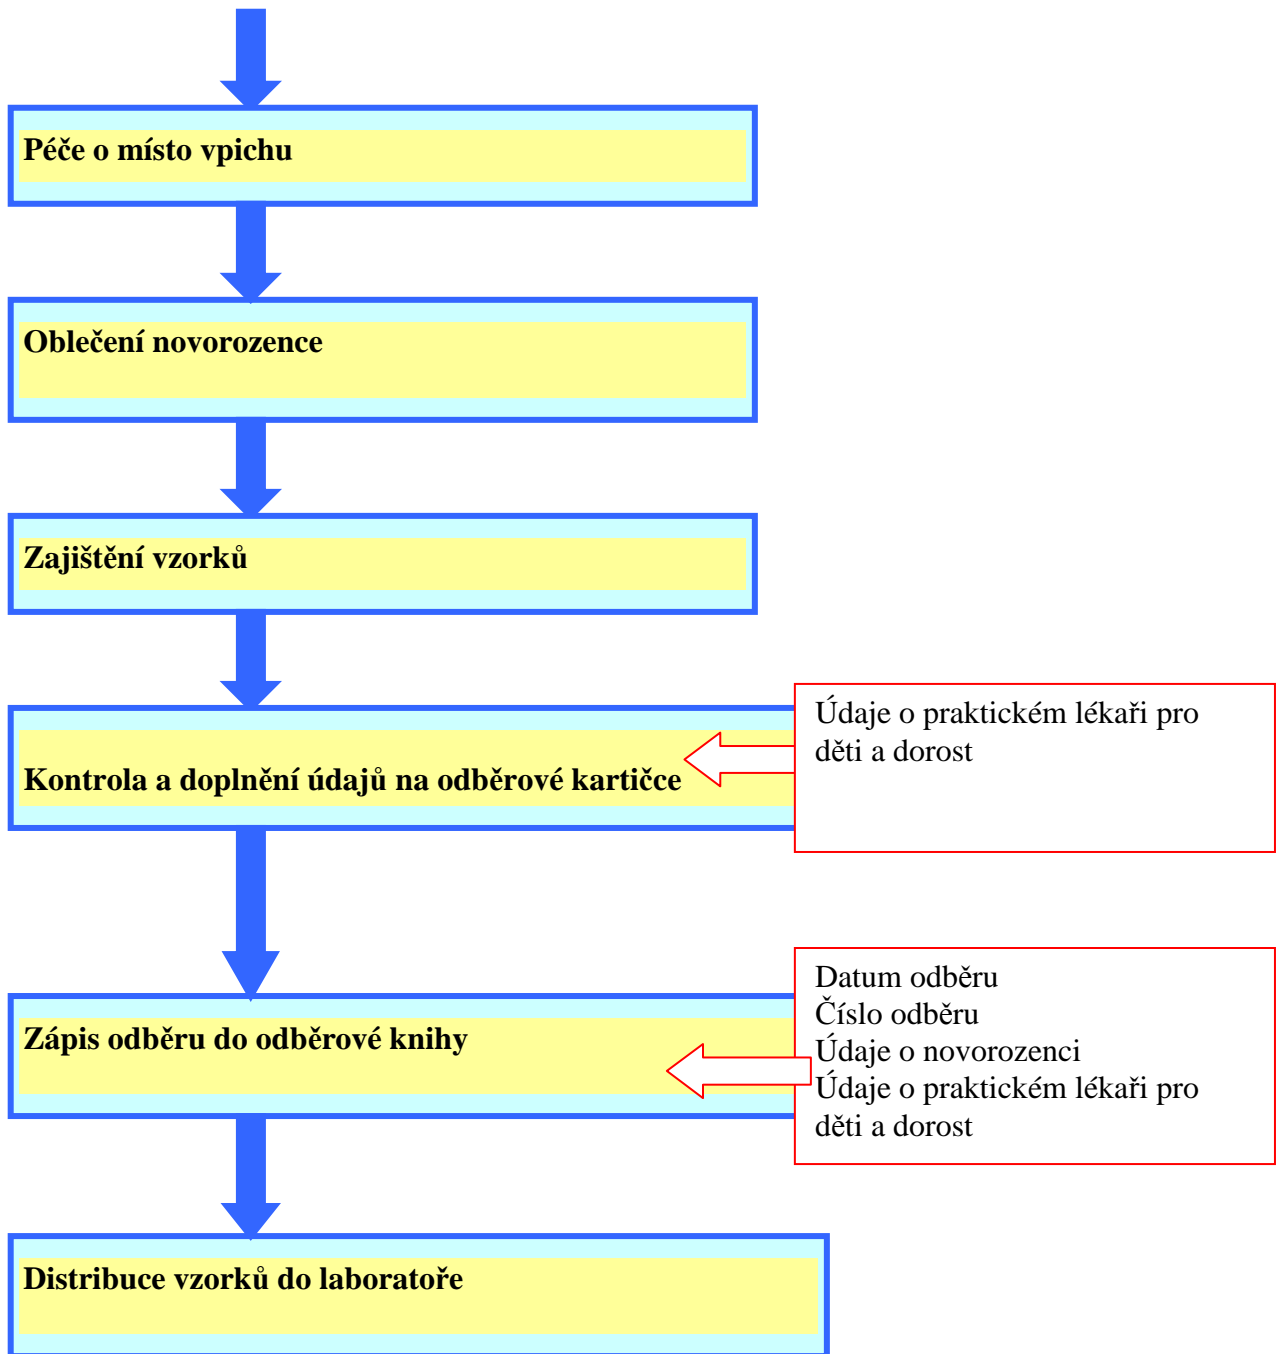 Péče o místo vpichu
Oblečení novorozence
Zajištění vzorků
Údaje o praktickém lékaři pro
děti a dorost
Kontrola a doplnění údajů na odběrové kartičce
Datum odběru
Číslo odběru
Údaje o novorozenci
Údaje o praktickém lékaři pro
děti a dorost
Zápis odběru do odběrové knihy
Distribuce vzorků do laboratoře